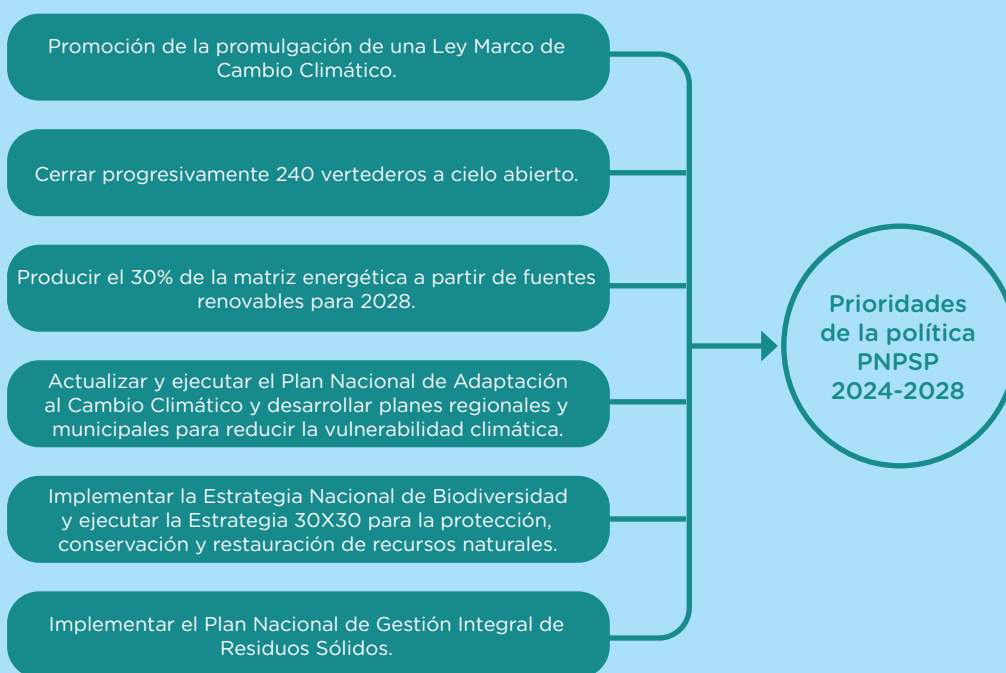 Promoción de la promulgación de una Ley Marco de
Cambio Climático.
Cerrar progresivamente 240 vertederos a cielo abierto.
Producir el 30% de la matriz energética a partir de fuentes
renovables para 2028.
Actualizar y ejecutar el Plan Nacional de Adaptación
al Cambio Climático y desarrollar planes regionales y
municipales para reducir la vulnerabilidad climática.
Implementar la Estrategia Nacional de Biodiversidad
y ejecutar la Estrategia 30X30 para la protección,
conservación y restauración de recursos naturales.
Implementar el Plan Nacional de Gestión Integral de
Residuos Sólidos.
Prioridades
de la política
PNPSP
2024-2028